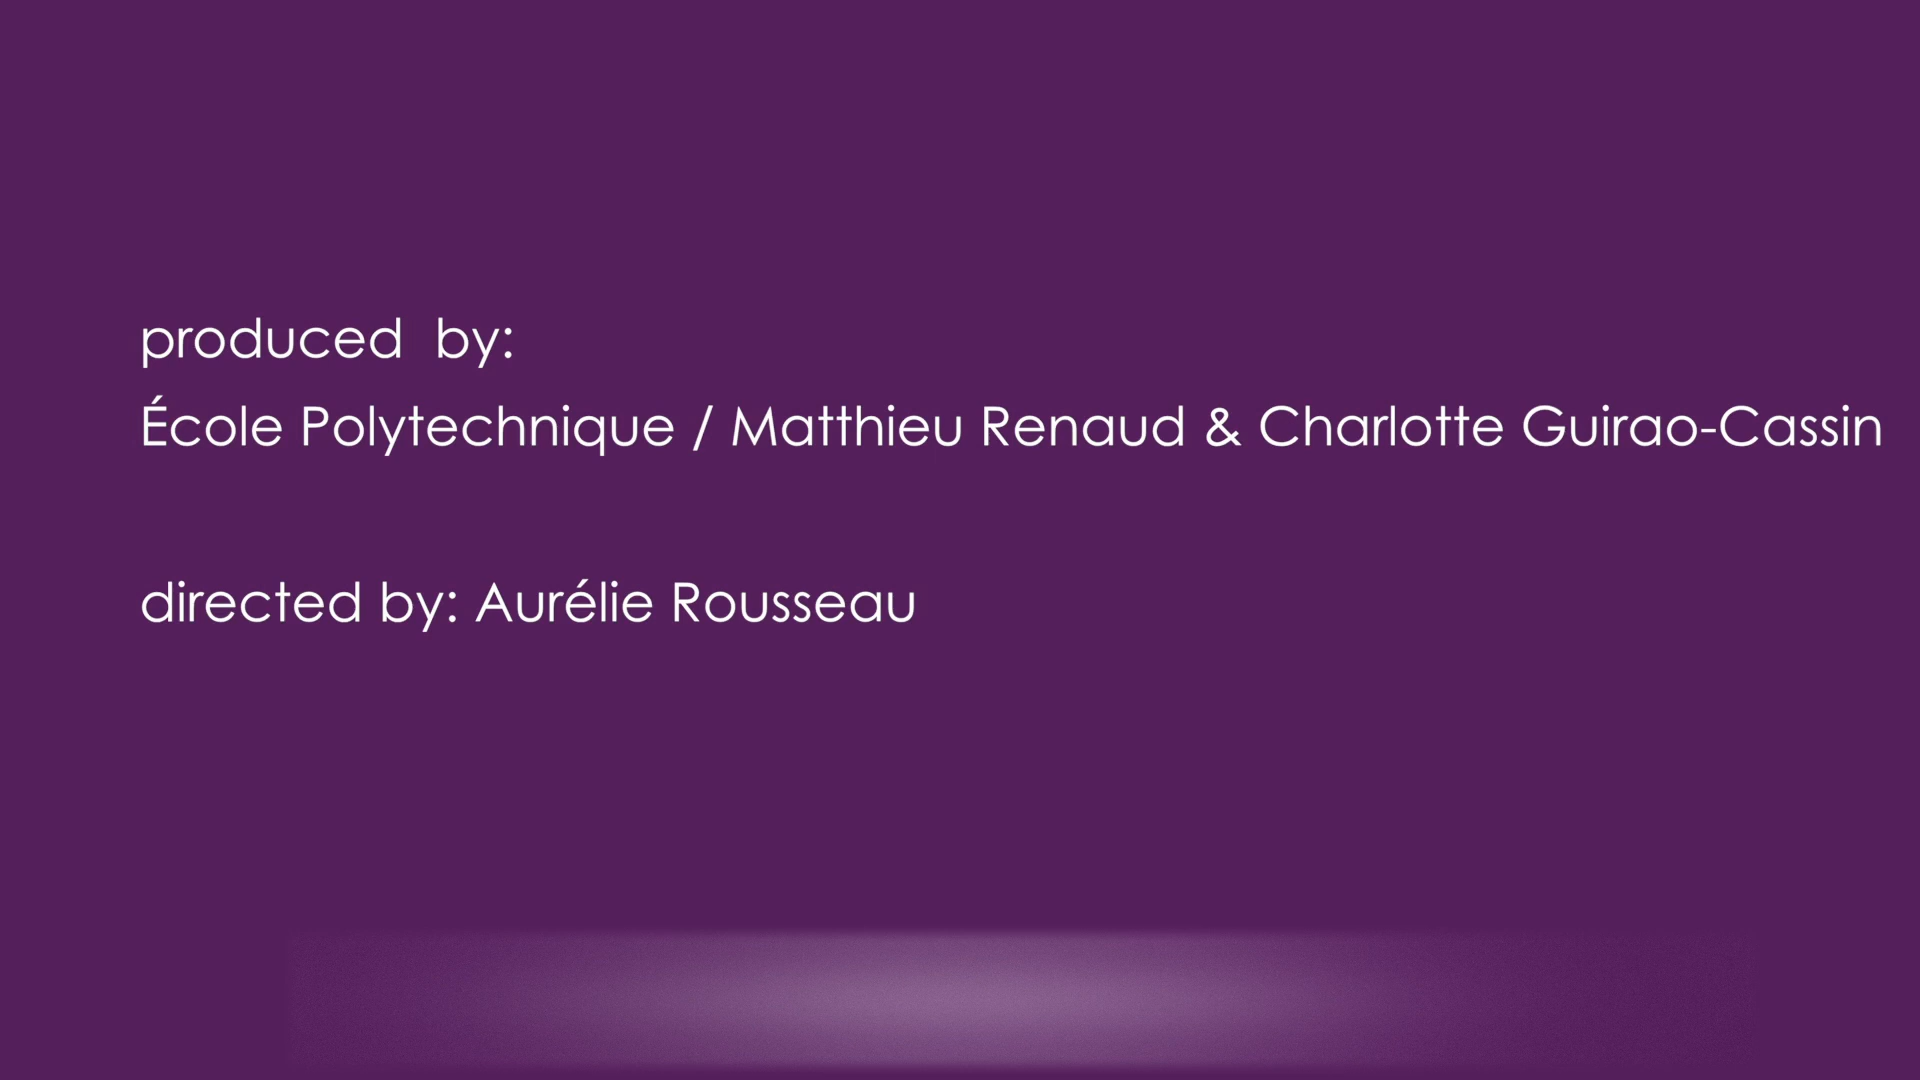 produced  by:
École Polytechnique / Matthieu Renaud & Charlotte Guirao-Cassin
directed by: Aurélie Rousseau